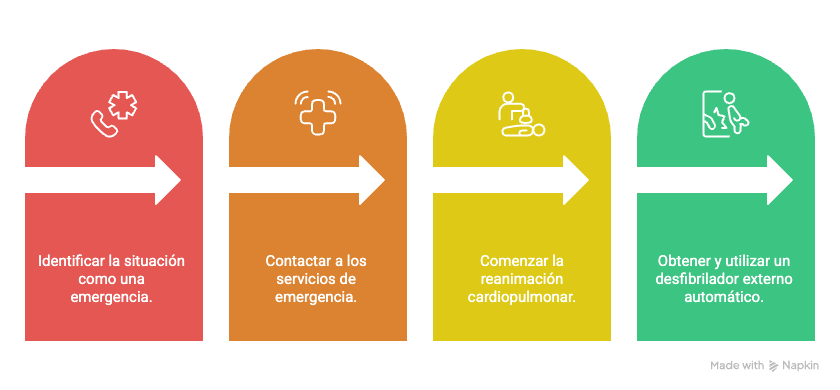 Identificar la situación
como una
emergencia.
Contactar a los
servicios de
emergencia.
Comenzar la
reanimación
cardiopulmonar.
Obtener y utilizar un
desfibrilador externo
automático.
Made with Napkin